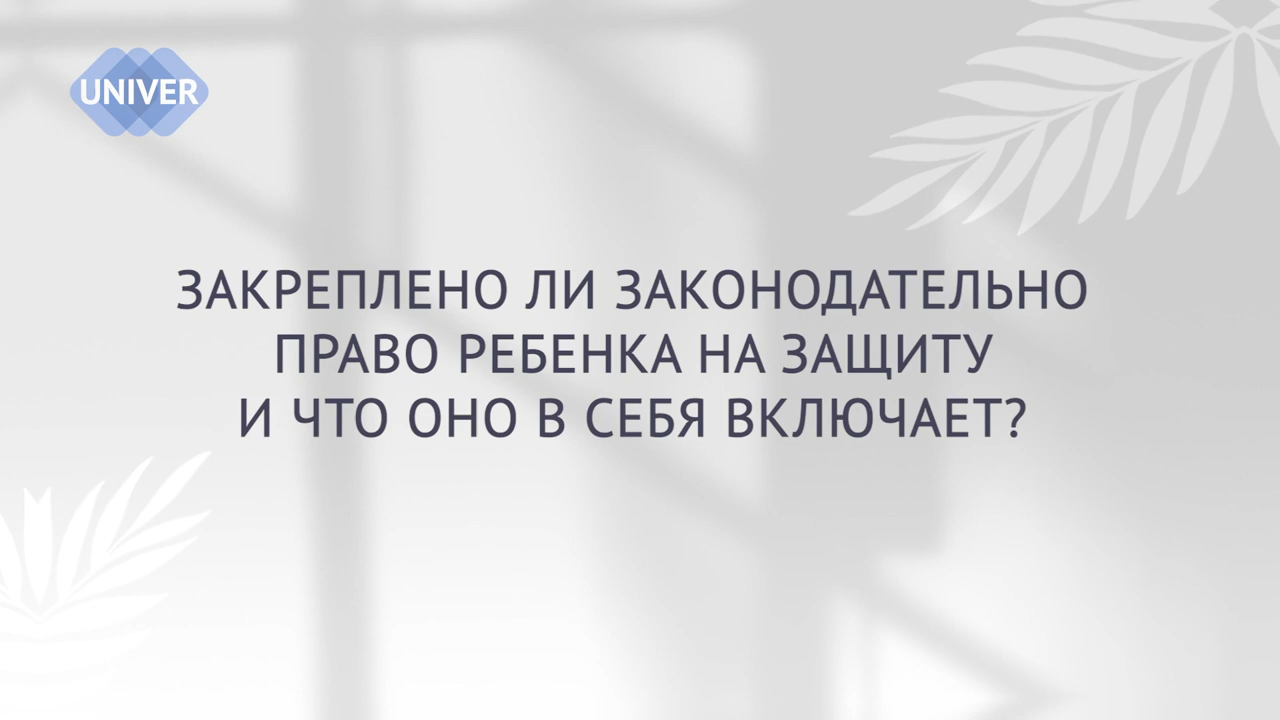 UNIVER
ЗАКРЕПЛЕНО ЛИ ЗАКОНОДАТЕЛЬНО
ПРАВО РЕБЕНКА НА ЗАЩИТУ
И ЧТО ОНО В СЕБЯ ВКЛЮЧАЕТ?